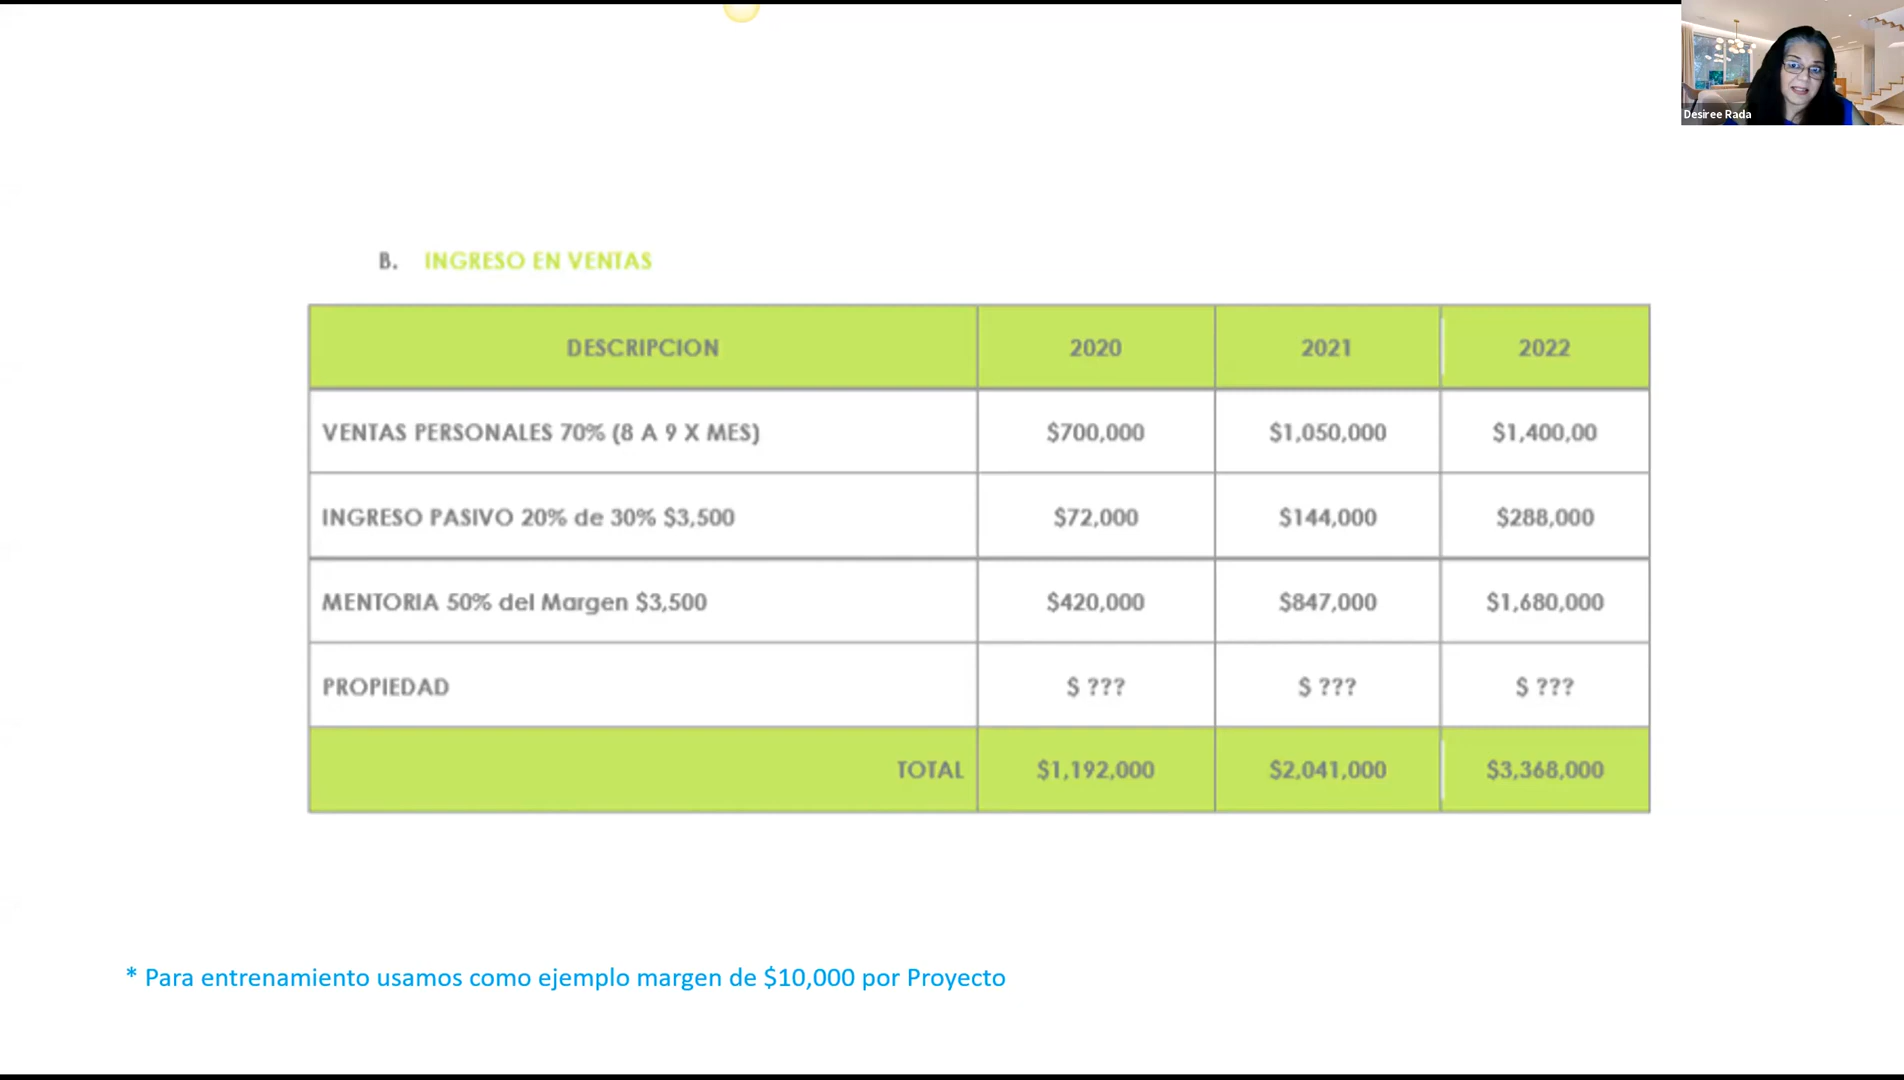 Desiree Rada
B. INGRESO EN VENTAS
DESCRIPCION 2020 2021 2022
VENTAS PERSONALES 70% (8 A 9 X MES) $700,000 $1,050,000 $1,400,00
INGRESO PASIVO 20% de 30% $3,500 $72,000 $144,000 $288,000
MENTORIA 50% del Margen $3,500 $420,000 $847,000 $1,680,000
PROPIEDAD $ ??? $ ??? $ ???
TOTAL $1,192,000 $2,041,000 $3,368,000
* Para entrenamiento usamos como ejemplo margen de $10,000 por Proyecto